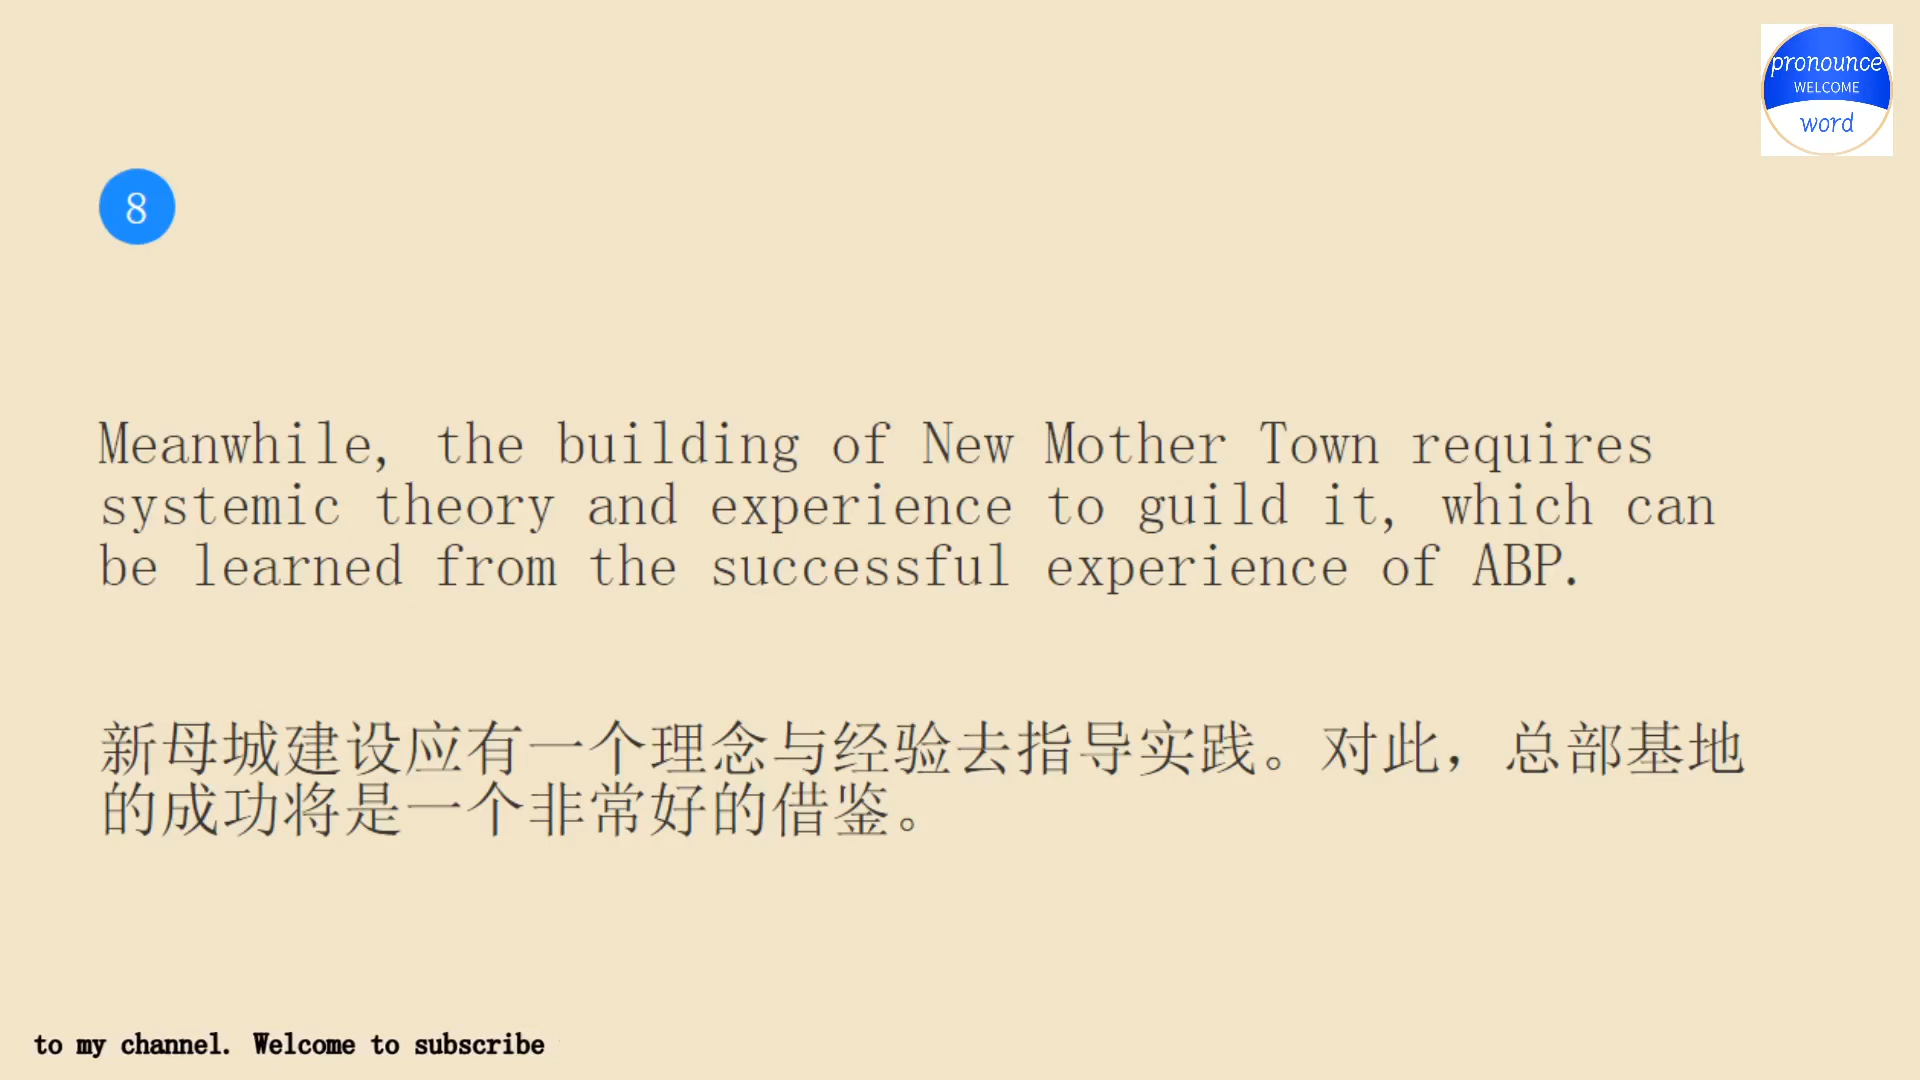 pronounce
WELCOME
word
8
Meanwhile, the building of New Mother Town requires
systemic theory and experience to guild it, which can
be learned from the successful experience of ABP.
新母城建设应有一个理念与经验去指导实践。对此，总部基地
的成功将是一个非常好的借鉴。
to my channel. Welcome to subscribe